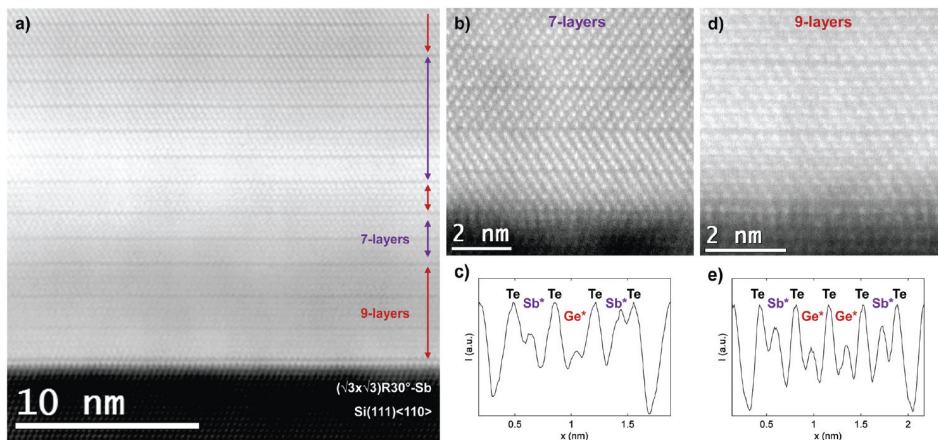 a)
7-layers
9-layers
(√3x√3)R30°-Sb
Si(111)<110>
10 nm
b)
7-layers
2 nm
d)
9-layers
2 nm
c)
Te Te Te Te
Sb* Sb*
Ge*
I (a.u.)
0.5 1 1.5
x (nm)
e)
Te Te Te Te Te
Sb* Sb*
Ge* Ge*
I (a.u.)
0.5 1 1.5 2
x (nm)